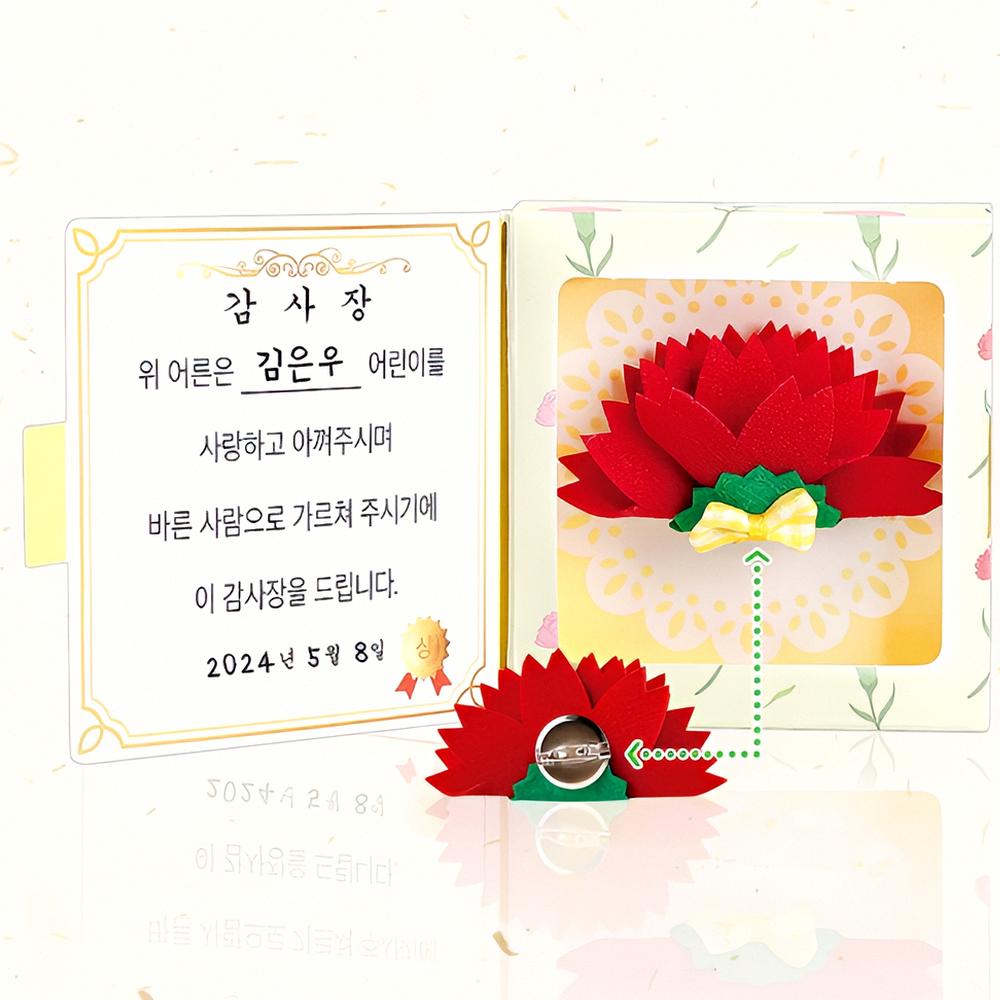 감 사 장
위 어른은 김은우 어린이를
사랑하고 아껴주시며
바른 사람으로 가르쳐 주시기에
이 감사장을 드립니다.
2024년 5월 8일
상